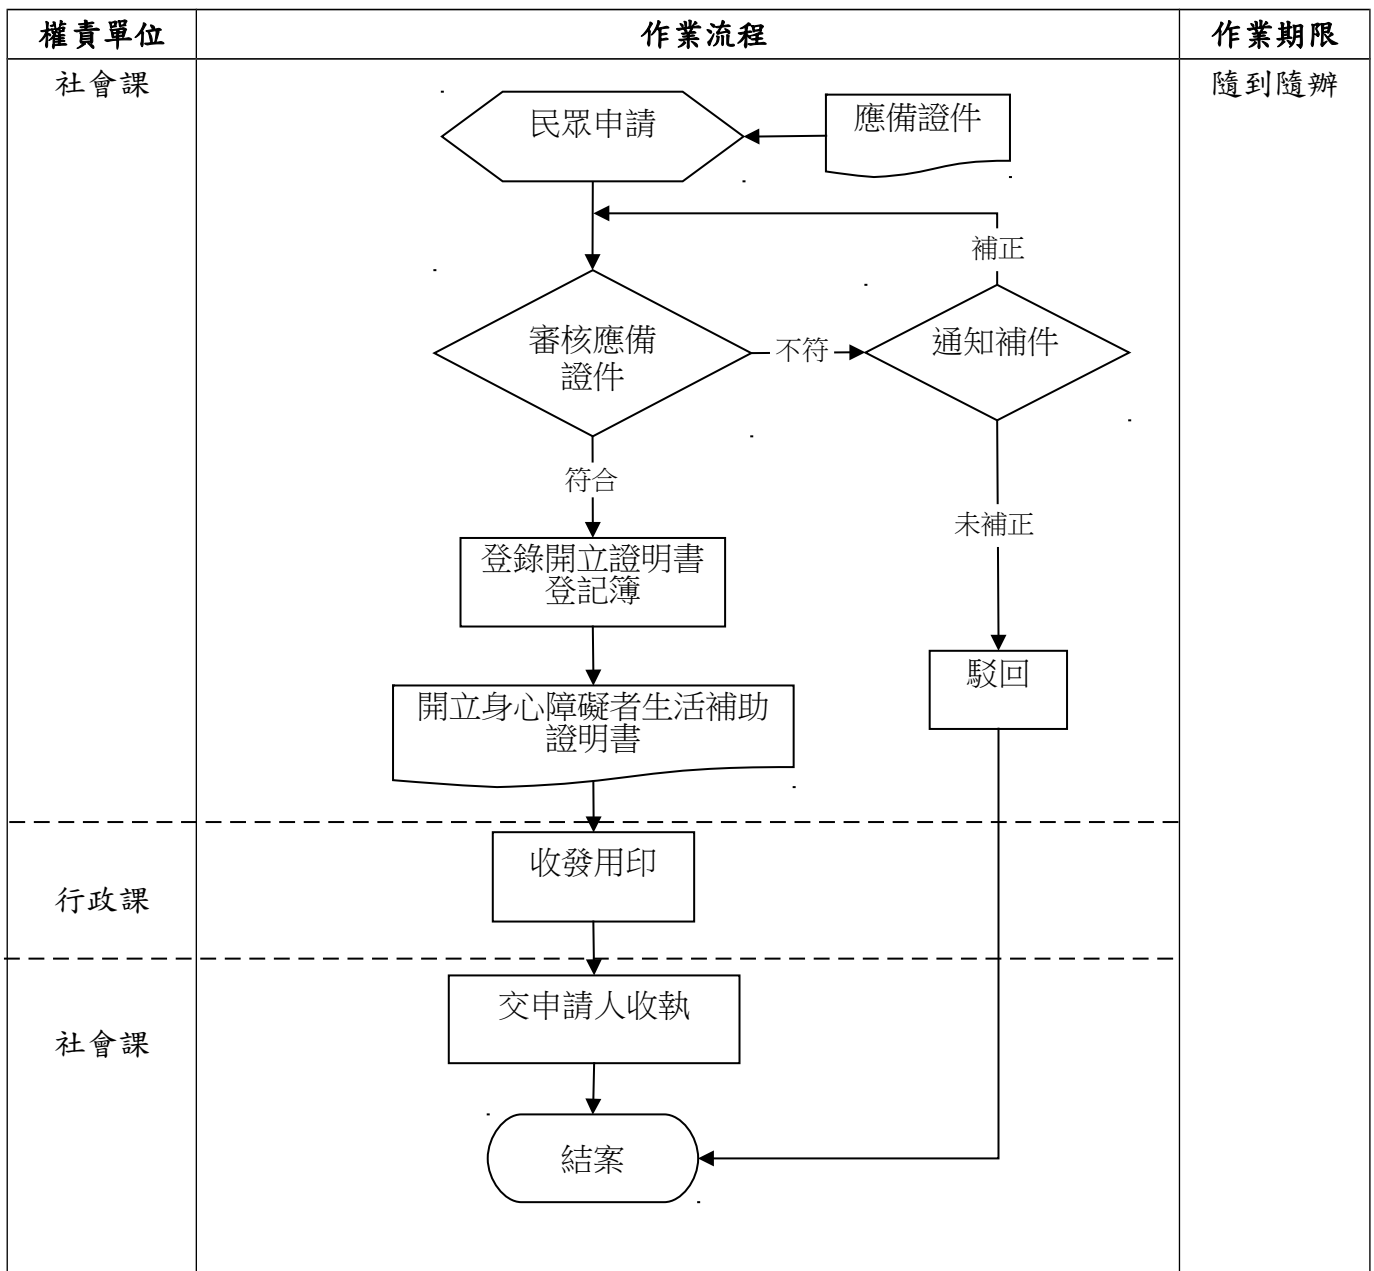 權責單位
作業流程
作業期限
社會課
隨到隨辦
民眾申請
應備證件
補正
審核應備
證件
不符
通知補件
符合
未補正
登錄開立證明書
登記簿
駁回
開立身心障礙者生活補助
證明書
收發用印
行政課
交申請人收執
社會課
結案